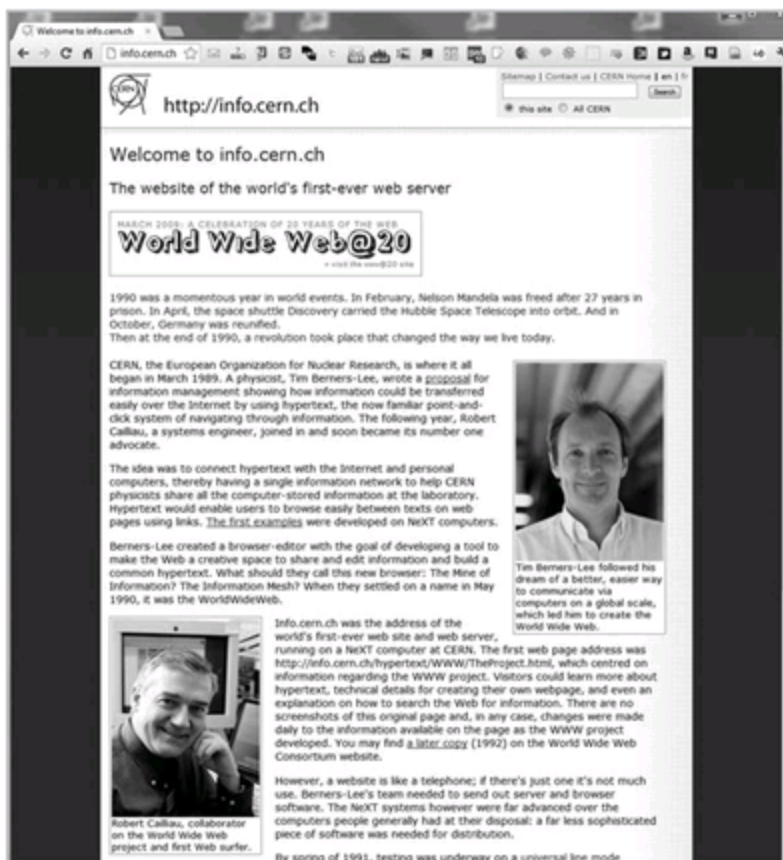 Welcome to info.cern.ch
info.cern.ch
Sitemap | Contact us | CERN Home | en | fr
Search
this site All CERN
CERN
http://info.cern.ch
Welcome to info.cern.ch
The website of the world's first-ever web server
MARCH 2009: A CELEBRATION OF 20 YEARS OF THE WEB
World Wide Web@20
» visit the www@20 site
1990 was a momentous year in world events. In February, Nelson Mandela was freed after 27 years in
prison. In April, the space shuttle Discovery carried the Hubble Space Telescope into orbit. And in
October, Germany was reunified.
Then at the end of 1990, a revolution took place that changed the way we live today.
CERN, the European Organization for Nuclear Research, is where it all
began in March 1989. A physicist, Tim Berners-Lee, wrote a proposal for
information management showing how information could be transferred
easily over the Internet by using hypertext, the now familiar point-and-
click system of navigating through information. The following year, Robert
Cailliau, a systems engineer, joined in and soon became its number one
advocate.
The idea was to connect hypertext with the Internet and personal
computers, thereby having a single information network to help CERN
physicists share all the computer-stored information at the laboratory.
Hypertext would enable users to browse easily between texts on web
pages using links. The first examples were developed on NeXT computers.
Berners-Lee created a browser-editor with the goal of developing a tool to
make the Web a creative space to share and edit information and build a
common hypertext. What should they call this new browser: The Mine of
Information? The Information Mesh? When they settled on a name in May
1990, it was the WorldWideWeb.
Tim Berners-Lee followed his
dream of a better, easier way
to communicate via
computers on a global scale,
which led him to create the
World Wide Web.
Info.cern.ch was the address of the
world's first-ever web site and web server,
running on a NeXT computer at CERN. The first web page address was
http://info.cern.ch/hypertext/WWW/TheProject.html, which centred on
information regarding the WWW project. Visitors could learn more about
hypertext, technical details for creating their own webpage, and even an
explanation on how to search the Web for information. There are no
screenshots of this original page and, in any case, changes were made
daily to the information available on the page as the WWW project
developed. You may find a later copy (1992) on the World Wide Web
Consortium website.
Robert Cailliau, collaborator
on the World Wide Web
project and first Web surfer.
However, a website is like a telephone; if there's just one it's not much
use. Berners-Lee's team needed to send out server and browser
software. The NeXT systems however were far advanced over the
computers people generally had at their disposal: a far less sophisticated
piece of software was needed for distribution.
By spring of 1991, testing was underway on a universal line mode